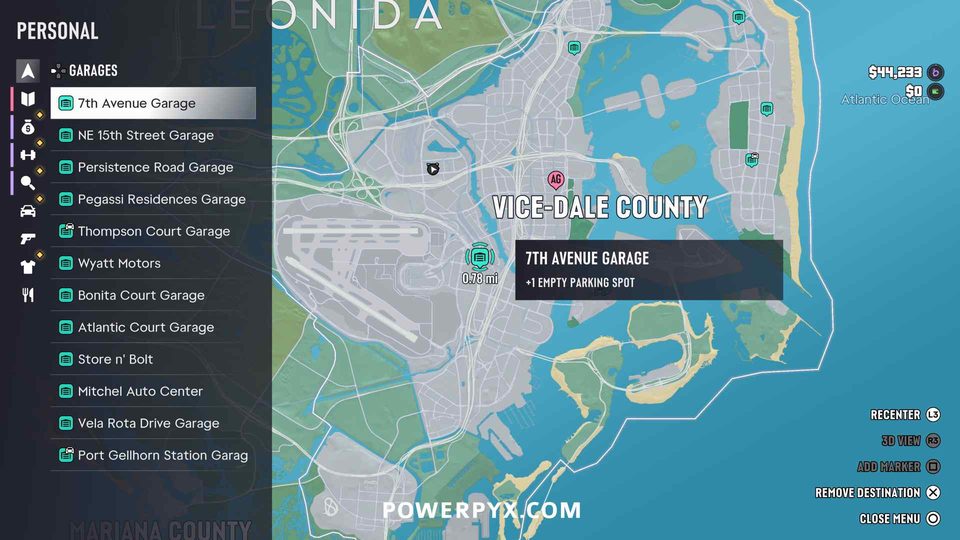 LEONIDA
PERSONAL
GARAGES
7th Avenue Garage
NE 15th Street Garage
Persistence Road Garage
Pegassi Residences Garage
Thompson Court Garage
Wyatt Motors
Bonita Court Garage
Atlantic Court Garage
Store n' Bolt
Mitchel Auto Center
Vela Rota Drive Garage
Port Gellhorn Station Garag
MARIANA COUNTY
$44,233
$0
Atlantic Ocean
AG
VICE-DALE COUNTY
0.78 mi
7TH AVENUE GARAGE
+1 EMPTY PARKING SPOT
RECENTER L3
3D VIEW R3
ADD MARKER
REMOVE DESTINATION
CLOSE MENU
POWERPYX.COM